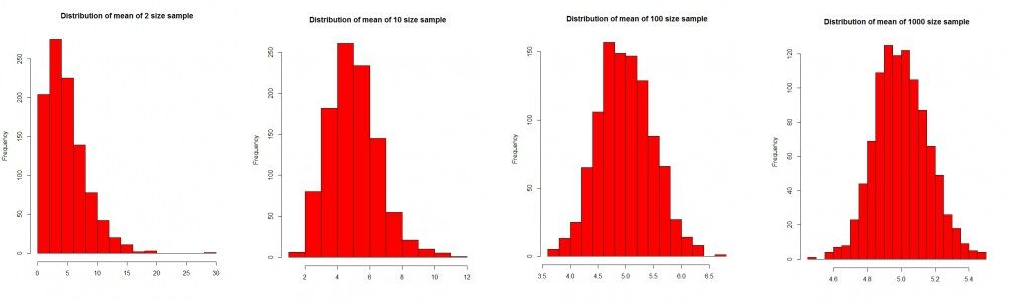 Distribution of mean of 2 size sample
Frequency
0 50 100 150 200 250
0 5 10 15 20 25 30
Distribution of mean of 10 size sample
Frequency
0 50 100 150 200 250
2 4 6 8 10 12
Distribution of mean of 100 size sample
Frequency
0 50 100 150
3.5 4.0 4.5 5.0 5.5 6.0 6.5
Distribution of mean of 1000 size sample
Frequency
0 20 40 60 80 100 120
4.6 4.8 5.0 5.2 5.4